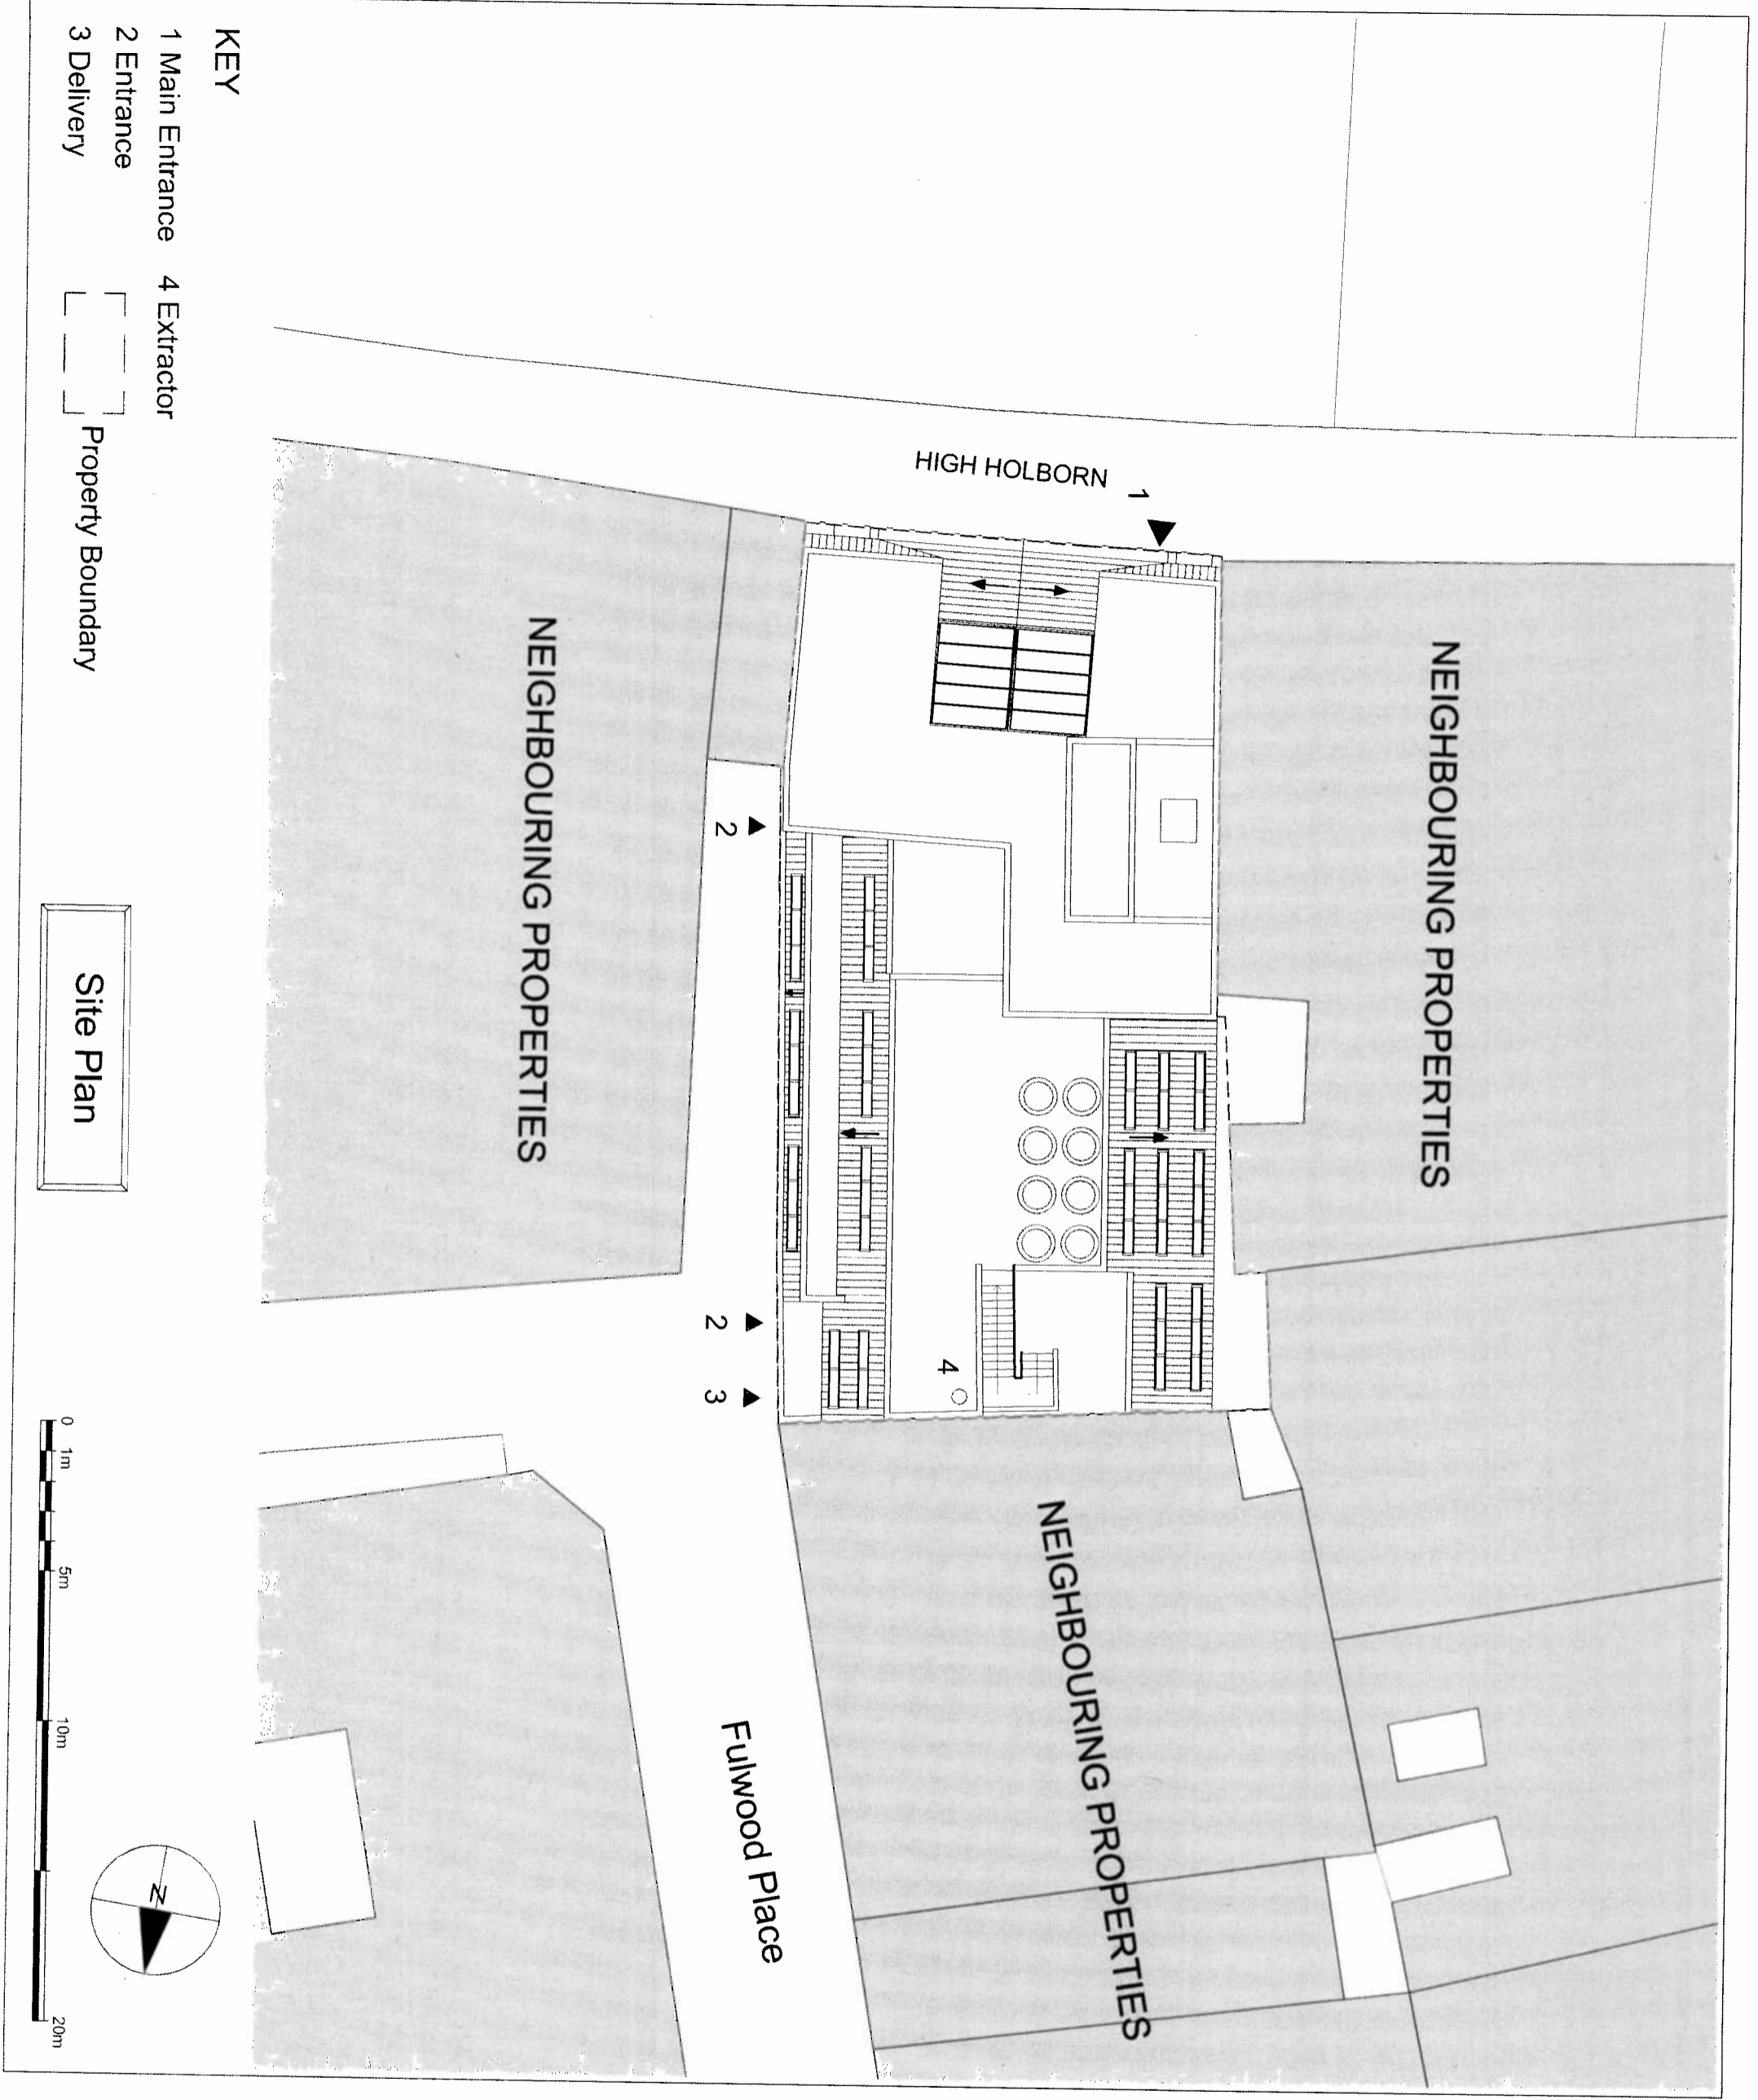 KEY
1 Main Entrance 4 Extractor
2 Entrance
3 Delivery
Property Boundary
Site Plan
0 1m 5m 10m 20m
N
HIGH HOLBORN
1
NEIGHBOURING PROPERTIES
NEIGHBOURING PROPERTIES
NEIGHBOURING PROPERTIES
2
2
3
4
Fulwood Place